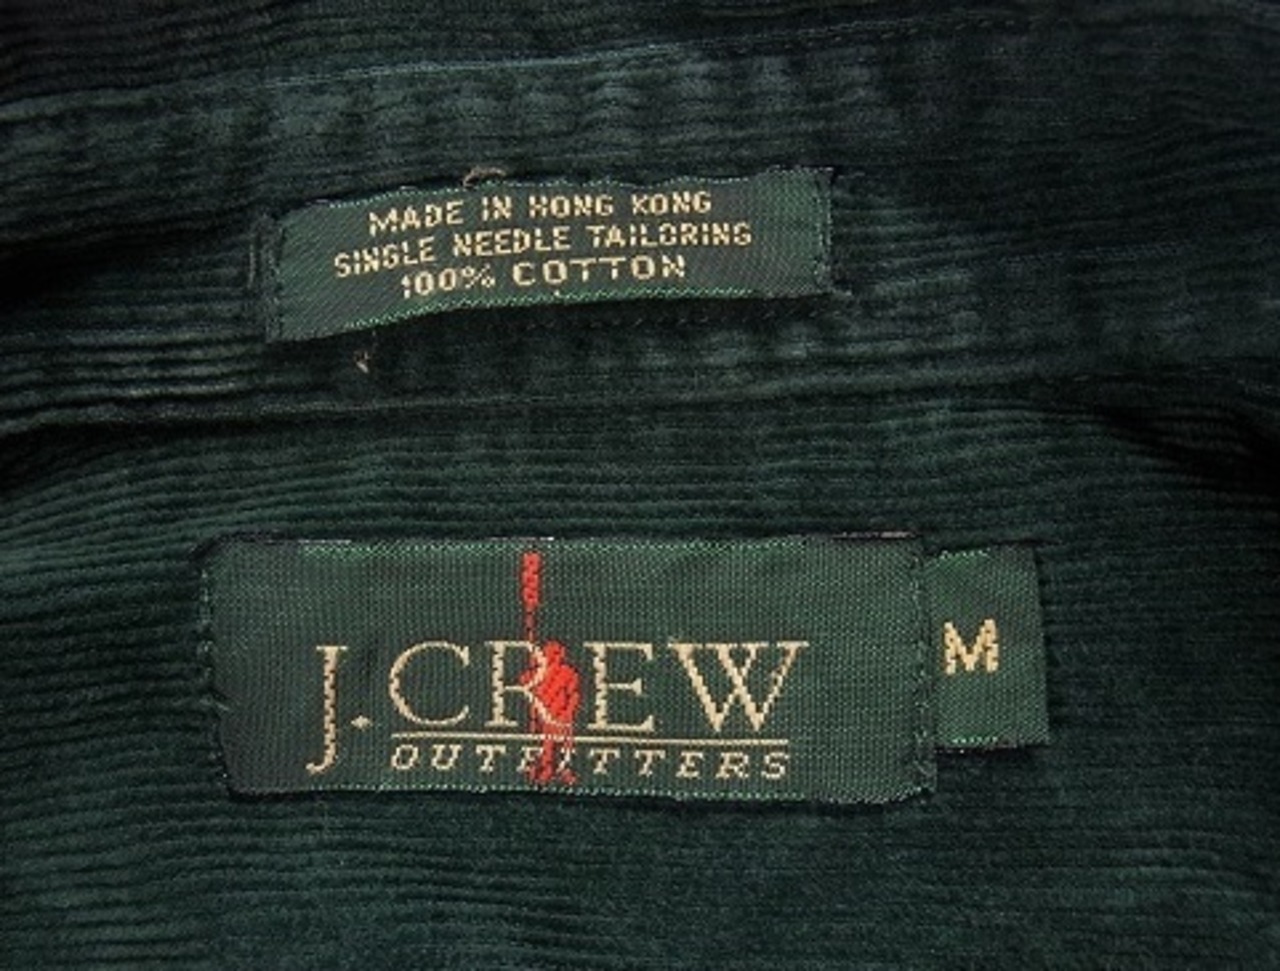 MADE IN HONG KONG
SINGLE NEEDLE TAILORING
100% COTTON
J.CREW
OUTFITTERS
M